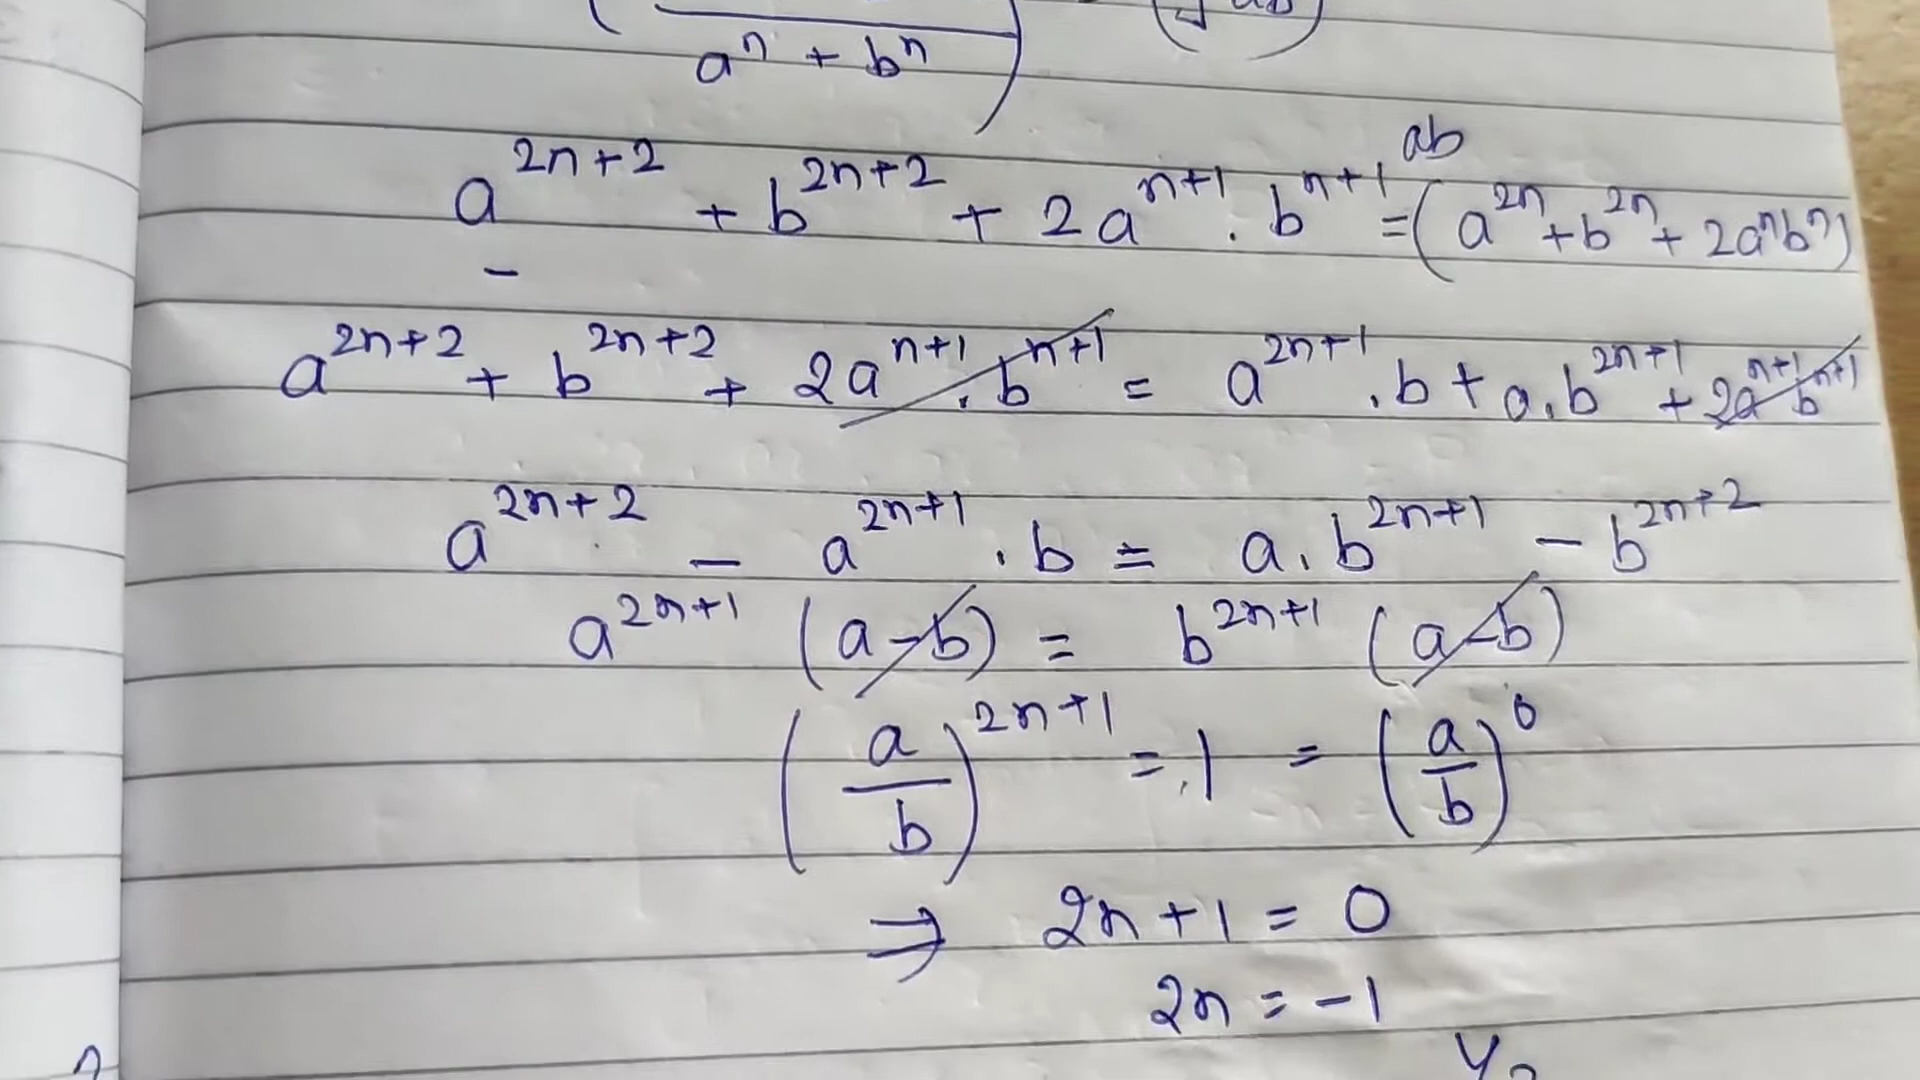 aⁿ + bⁿ
a²ⁿ⁺² + b²ⁿ⁺² + 2aⁿ⁺¹ . bⁿ⁺¹ = ab (a²ⁿ + b²ⁿ + 2aⁿbⁿ)
a²ⁿ⁺² + b²ⁿ⁺² + 2aⁿ⁺¹ . bⁿ⁺¹ = a²ⁿ⁺¹ . b + a . b²ⁿ⁺¹ + 2aⁿ⁺¹ bⁿ⁺¹
a²ⁿ⁺² - a²ⁿ⁺¹ . b = a . b²ⁿ⁺¹ - b²ⁿ⁺²
a²ⁿ⁺¹ (a-b) = b²ⁿ⁺¹ (a-b)
(a/b)²ⁿ⁺¹ = 1 = (a/b)⁰
⇒ 2n + 1 = 0
2n = -1